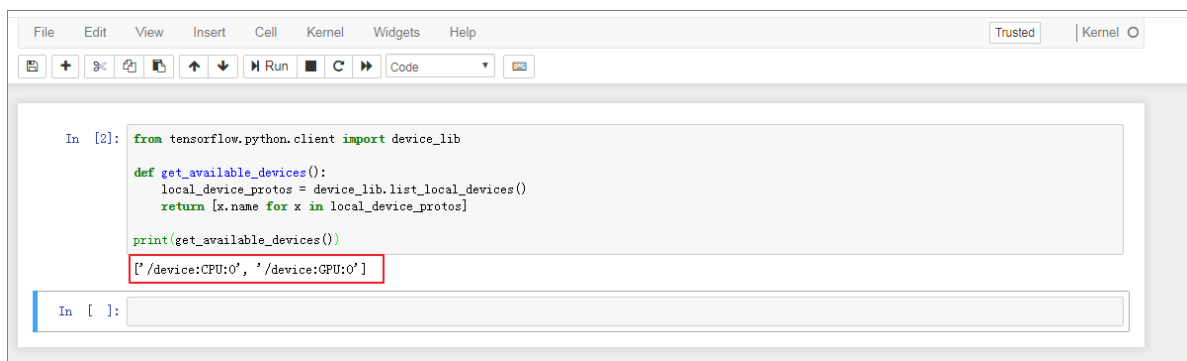 File Edit View Insert Cell Kernel Widgets Help Trusted Kernel
Run Code
In [2]: from tensorflow.python.client import device_lib
def get_available_devices():
    local_device_protos = device_lib.list_local_devices()
    return [x.name for x in local_device_protos]
print(get_available_devices())
['/device:CPU:0', '/device:GPU:0']
In [ ]: